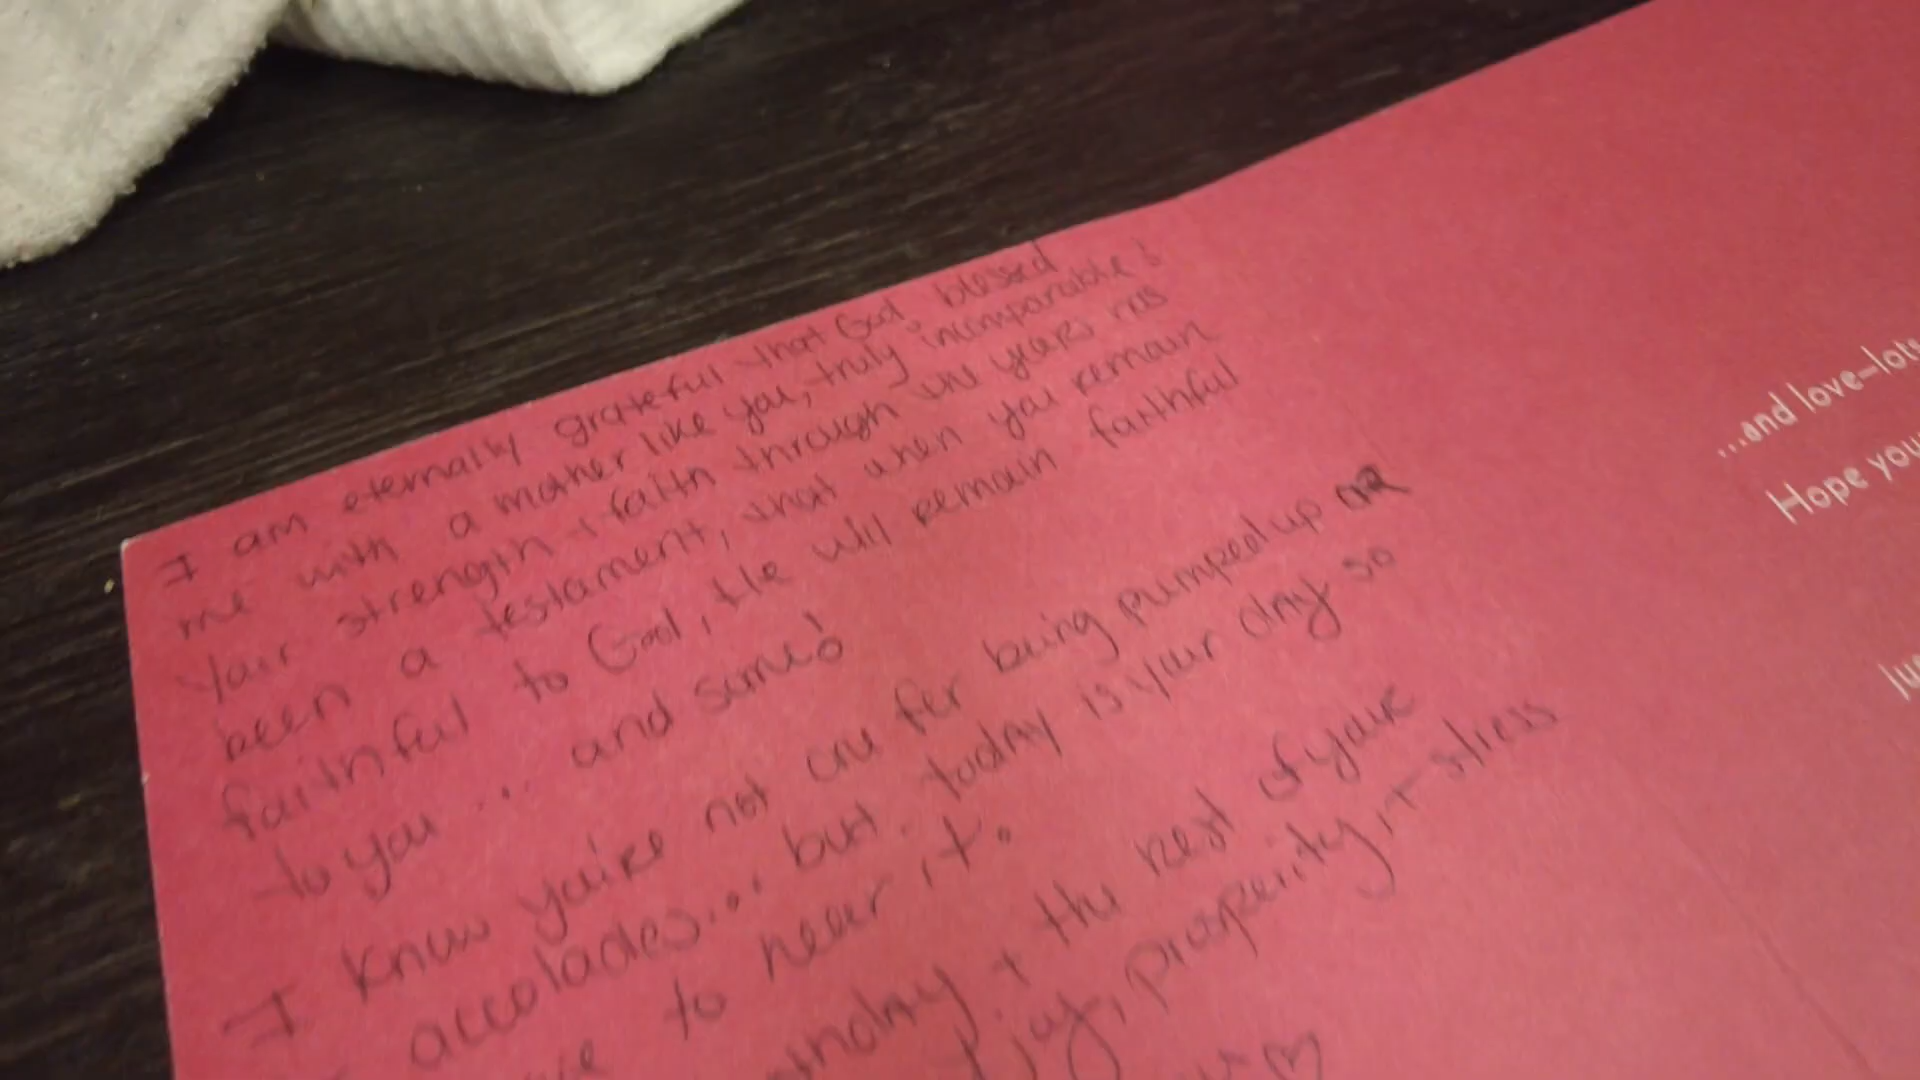 I am eternally grateful that God blessed
me with a mother like you, truly incomparable!
Your strength + faith through the years has
been a testament, that when you remain
faithful to God, He will remain faithful
to you ... and some!
I know you're not one for being pumped up or
accolades... but today is your day so
to hear it.
+ the rest of your
joy, prosperity, + stress
...and love-lots
Hope you